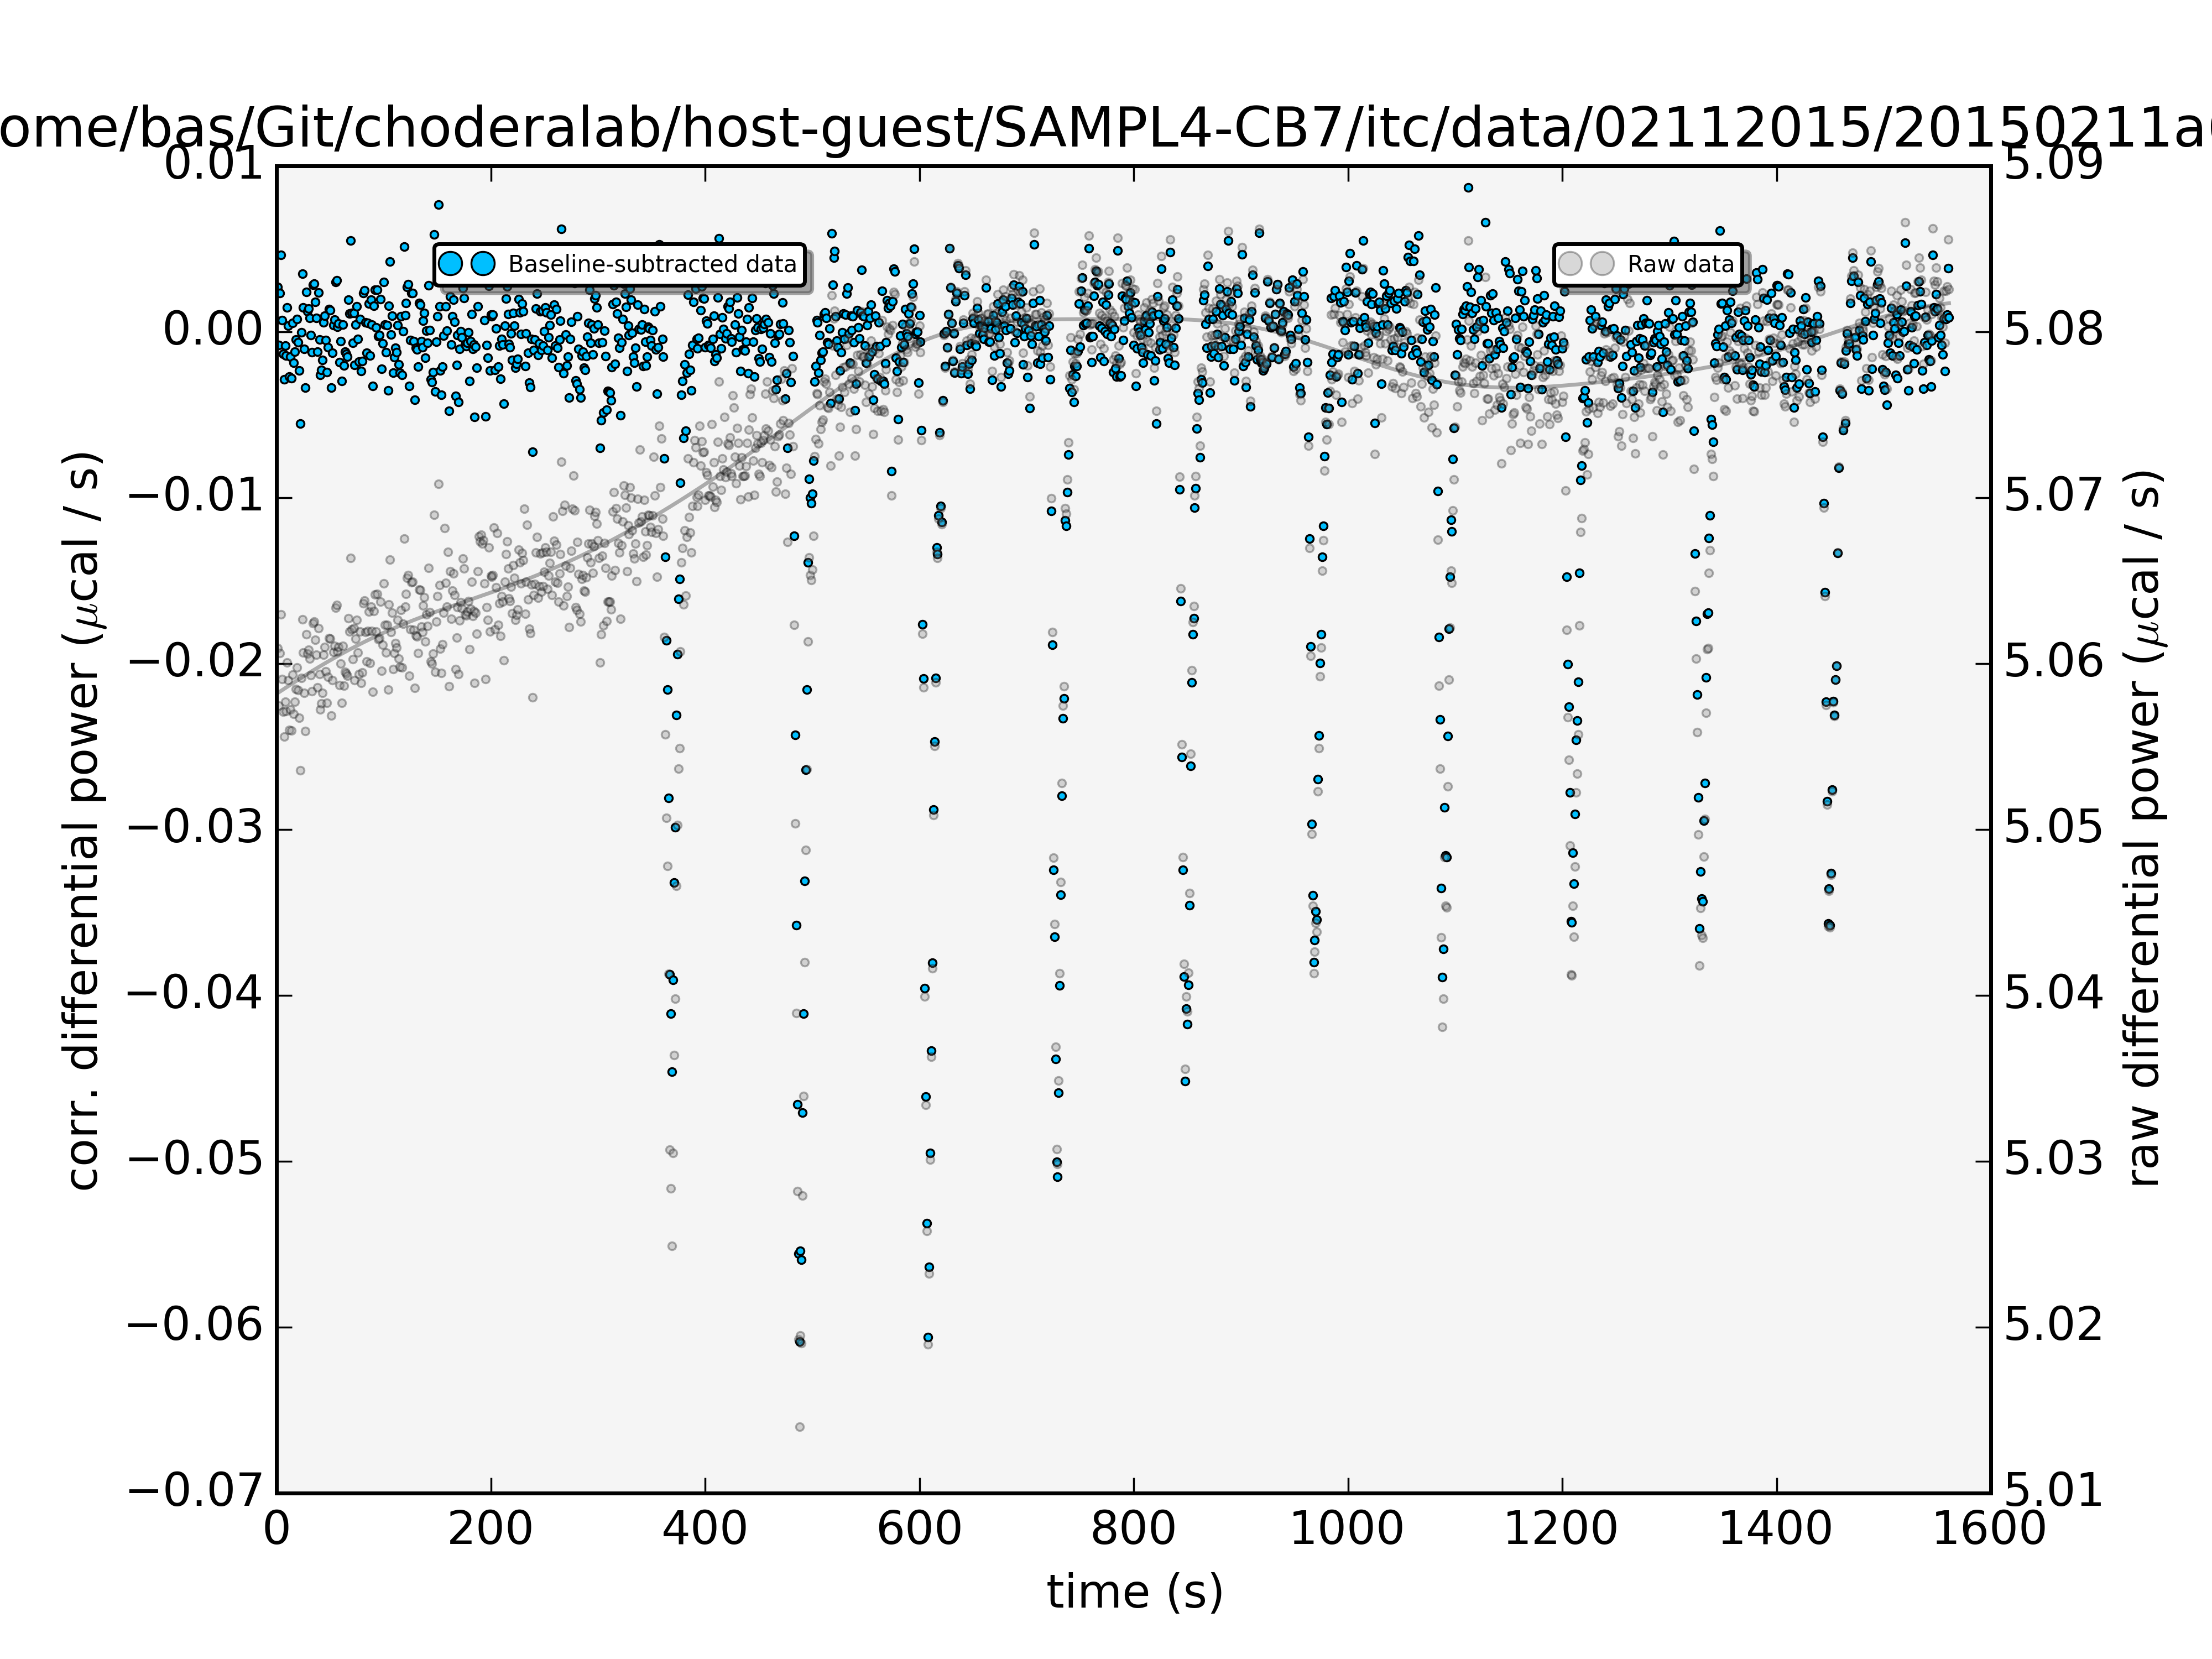 ome/bas/Git/choderalab/host-guest/SAMPL4-CB7/itc/data/02112015/20150211a
Baseline-subtracted data
Raw data
corr. differential power (μcal / s)
0.01
0.00
−0.01
−0.02
−0.03
−0.04
−0.05
−0.06
−0.07
5.09
5.08
5.07
5.06
5.05
5.04
5.03
5.02
5.01
raw differential power (μcal / s)
0 200 400 600 800 1000 1200 1400 1600
time (s)